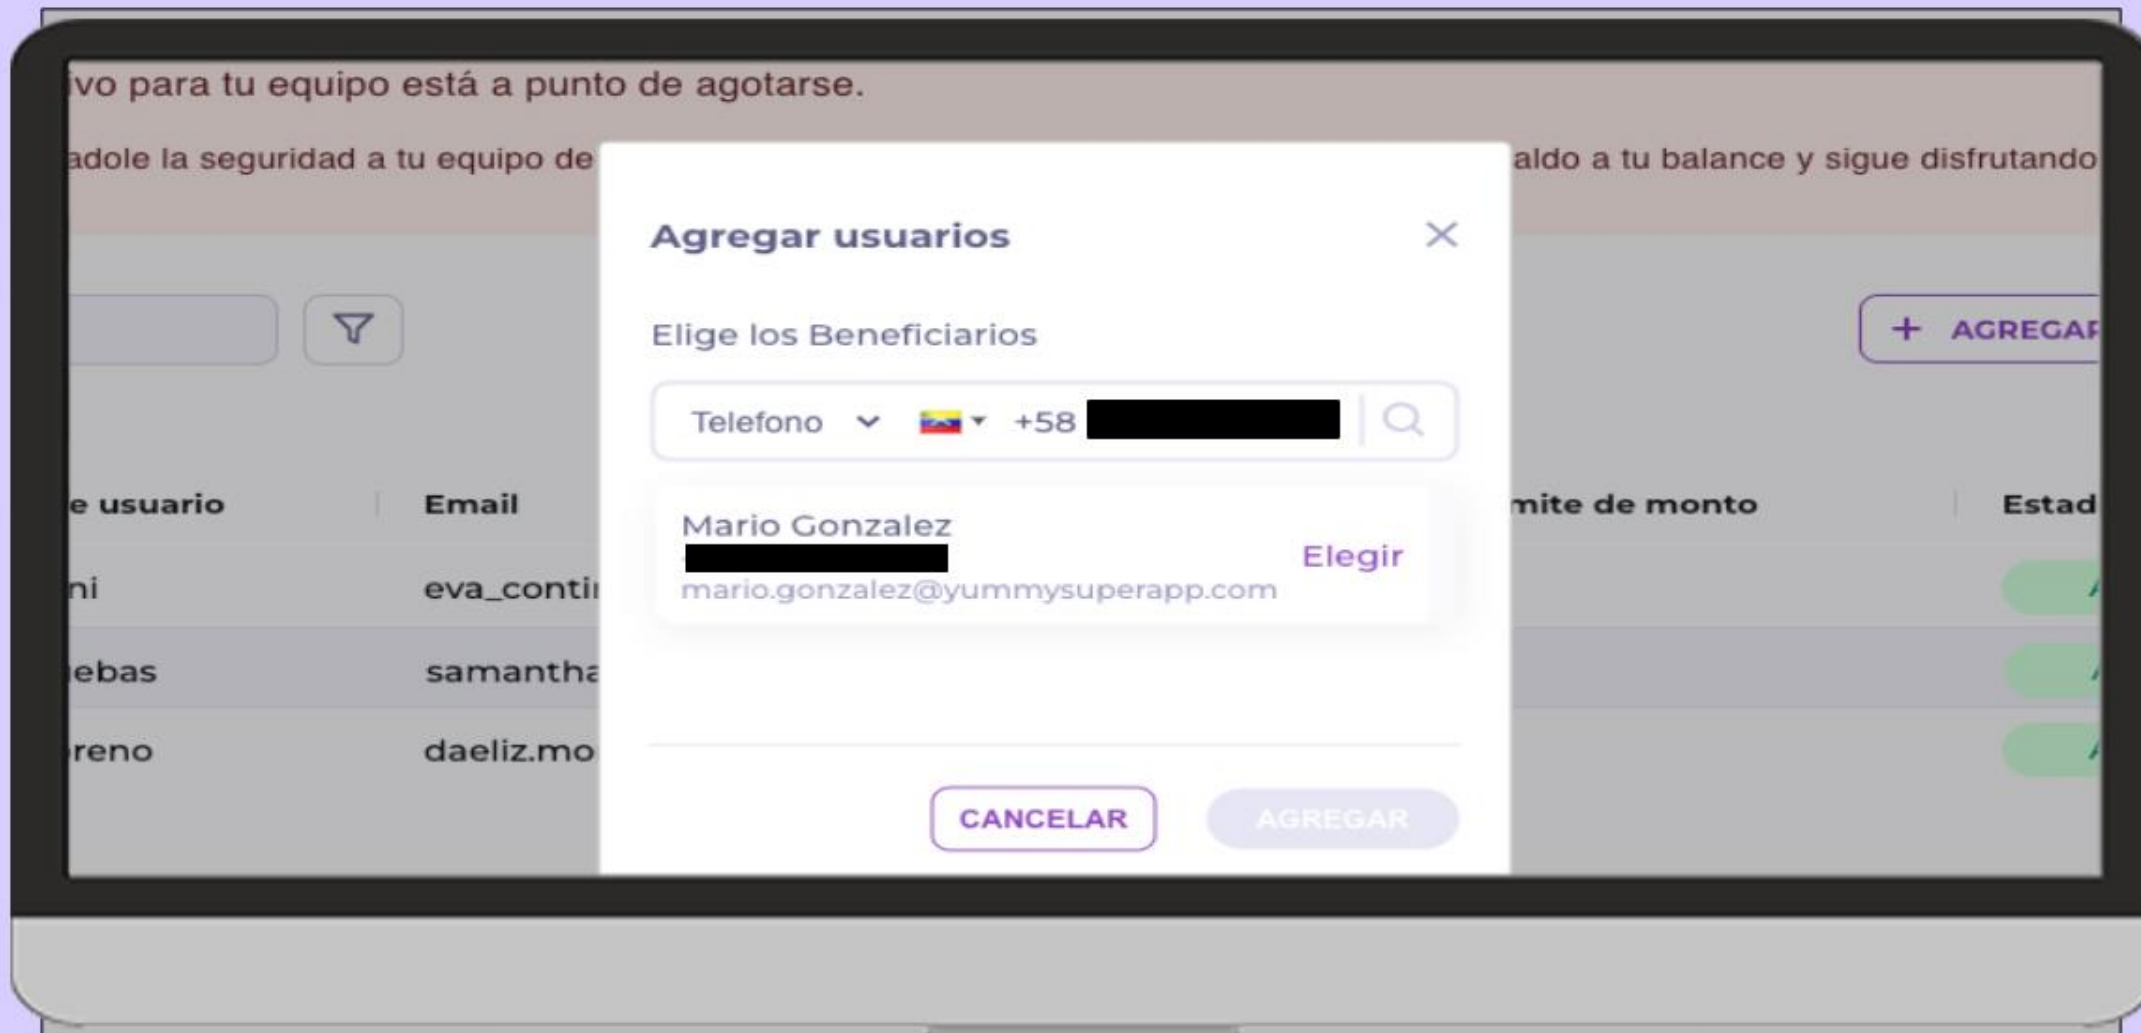 ivo para tu equipo está a punto de agotarse.
adole la seguridad a tu equipo de
aldo a tu balance y sigue disfrutando
Agregar usuarios
Elige los Beneficiarios
+ AGREGAR
Telefono +58
e usuario Email mite de monto Estad
Mario Gonzalez
Elegir
mario.gonzalez@yummysuperapp.com
ni eva_conti
ebas samantha
reno daeliz.mo
CANCELAR AGREGAR